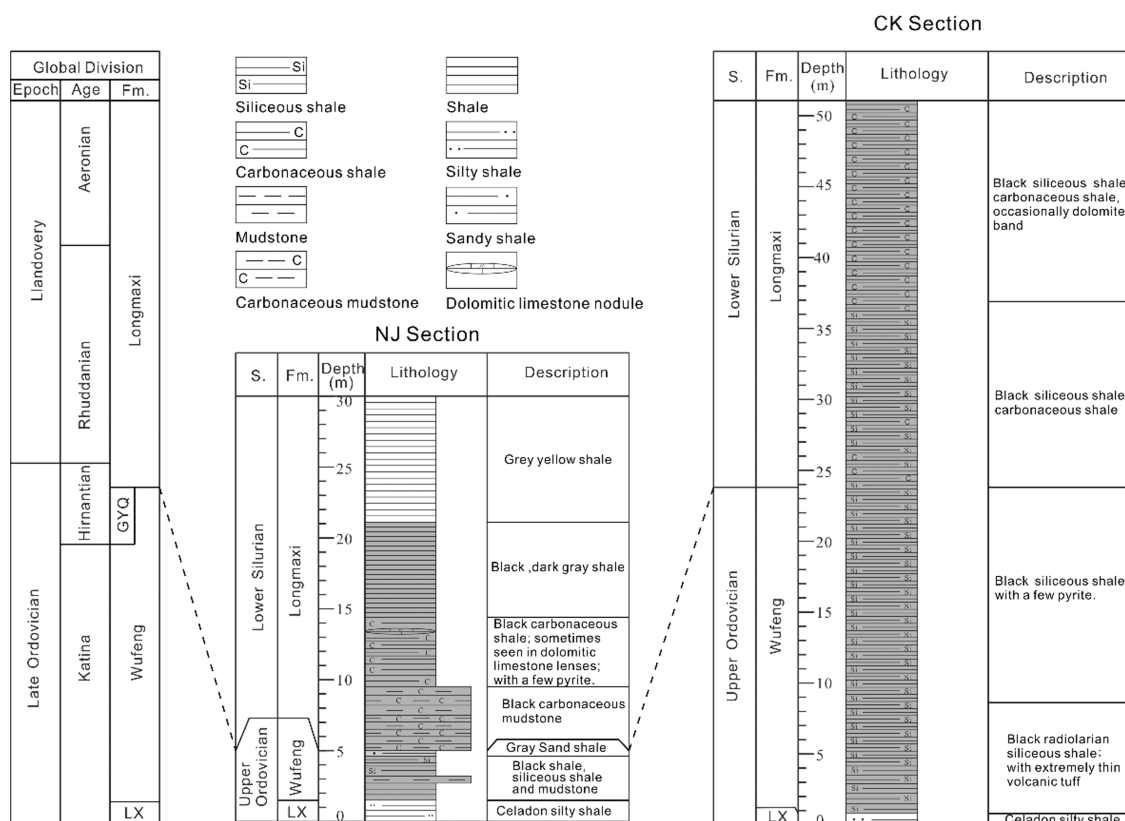 CK Section
Global Division
Epoch Age Fm.
Llandovery
Late Ordovician
Aeronian
Rhuddanian
Hirnantian
Katina
Longmaxi
GYQ
Wufeng
LX
Si
Si
Siliceous shale
Shale
C
C
Carbonaceous shale
Silty shale
Mudstone
Sandy shale
C
C
Carbonaceous mudstone
Dolomitic limestone nodule
NJ Section
S. Fm. Depth
(m)
Lithology Description
Lower Silurian
Upper
Ordovician
Longmaxi
Wufeng
LX
30
25
20
15
10
5
0
Grey yellow shale
Black ,dark gray shale
Black carbonaceous
shale; sometimes
seen in dolomitic
limestone lenses;
with a few pyrite.
Black carbonaceous
mudstone
Gray Sand shale
Black shale,
siliceous shale
and mudstone
Celadon silty shale
S. Fm. Depth
(m)
Lithology Description
Lower Silurian
Upper Ordovician
Longmaxi
Wufeng
LX
50
45
40
35
30
25
20
15
10
5
0
Black siliceous shale
carbonaceous shale,
occasionally dolomite
band
Black siliceous shale
carbonaceous shale
Black siliceous shale
with a few pyrite.
Black radiolarian
siliceous shale;
with extremely thin
volcanic tuff
Celadon silty shale